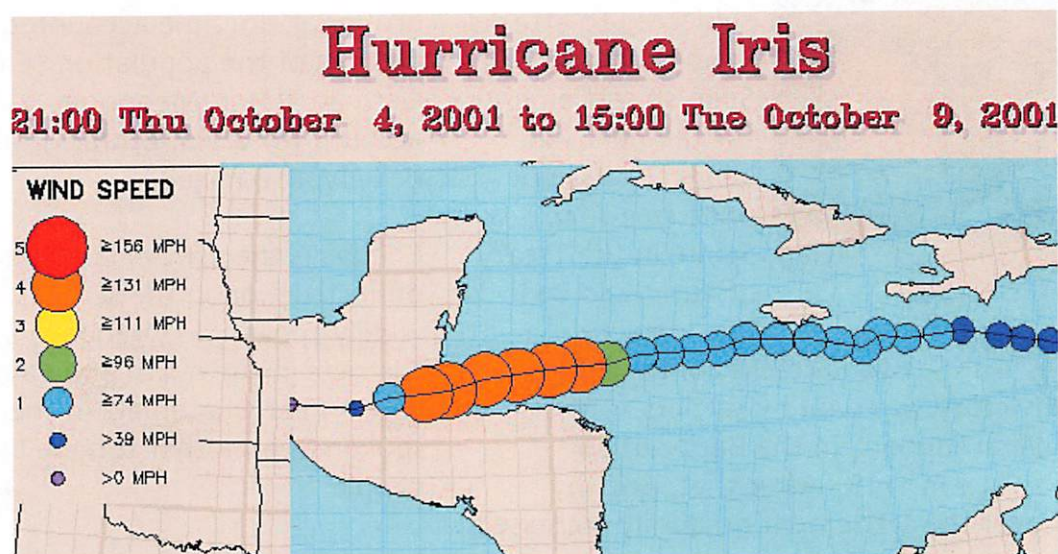 Hurricane Iris
21:00 Thu October 4, 2001 to 15:00 Tue October 9, 2001
WIND SPEED
5 ≥156 MPH
4 ≥131 MPH
3 ≥111 MPH
2 ≥96 MPH
1 ≥74 MPH
>39 MPH
>0 MPH